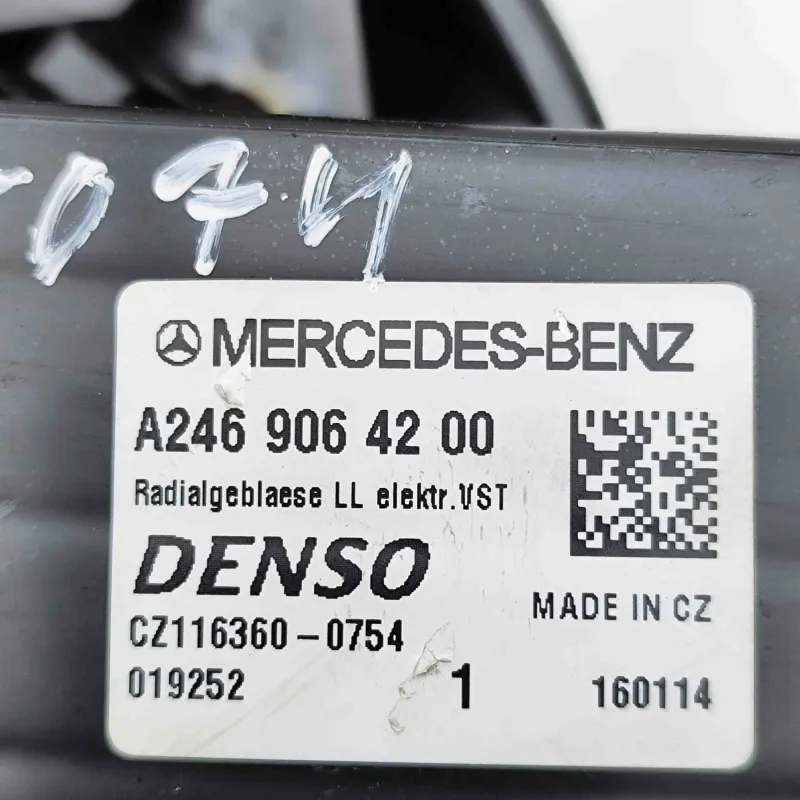 -074
MERCEDES-BENZ
A246 906 42 00
Radialgeblaese LL elektr.VST
DENSO
MADE IN CZ
CZ116360-0754
019252 1 160114